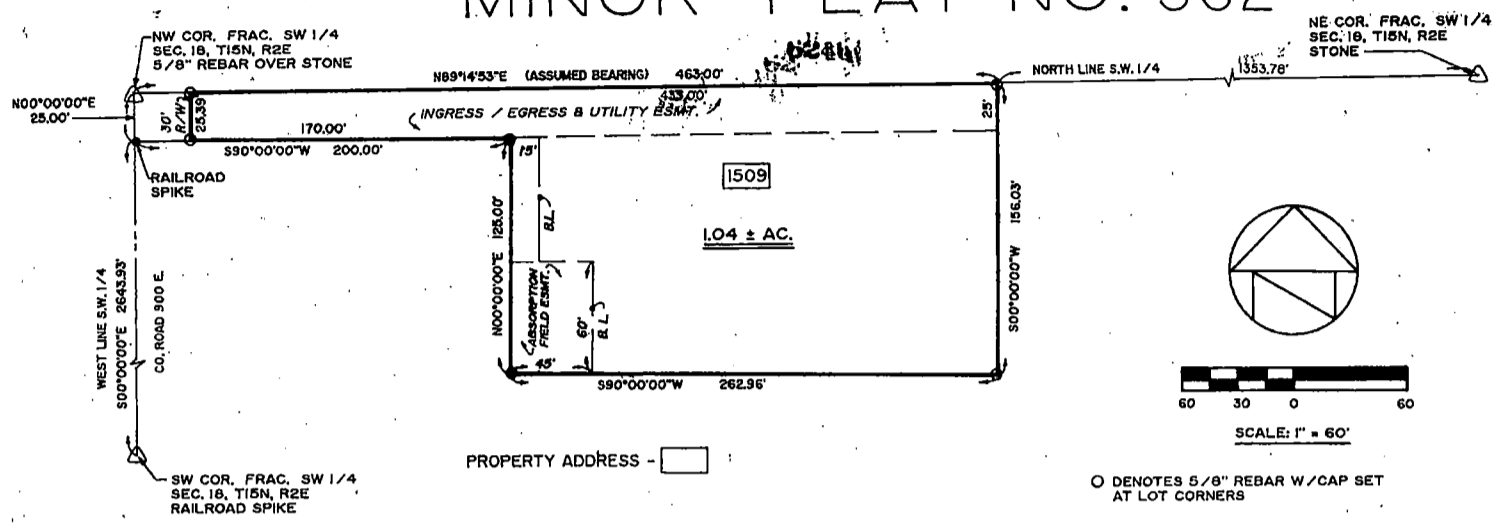 MINOR PLAT NO. 362
NW COR. FRAC. SW 1/4
SEC. 18, T15N, R2E
5/8" REBAR OVER STONE
NE COR. FRAC. SW 1/4
SEC. 18, T15N, R2E
STONE
N89°14'53"E (ASSUMED BEARING) 463.00'
NORTH LINE S.W. 1/4
1353.78'
N00°00'00"E
25.00'
30'
R/W
25.39
433.00'
INGRESS / EGRESS & UTILITY ESMT.
25'
170.00'
S90°00'00"W 200.00'
15'
RAILROAD
SPIKE
1509
1.04 ± AC.
B.L.
N00°00'00"E 125.00'
S00°00'00"W 156.03'
WEST LINE S.W. 1/4
S00°00'00"E 2643.93'
CO. ROAD 900 E.
ABSORPTION
FIELD ESMT.
60'
B.L.
45'
S90°00'00"W 262.96'
60 30 0 60
SCALE: 1" = 60'
PROPERTY ADDRESS -
SW COR. FRAC. SW 1/4
SEC. 18, T15N, R2E
RAILROAD SPIKE
O DENOTES 5/8" REBAR W/CAP SET
AT LOT CORNERS